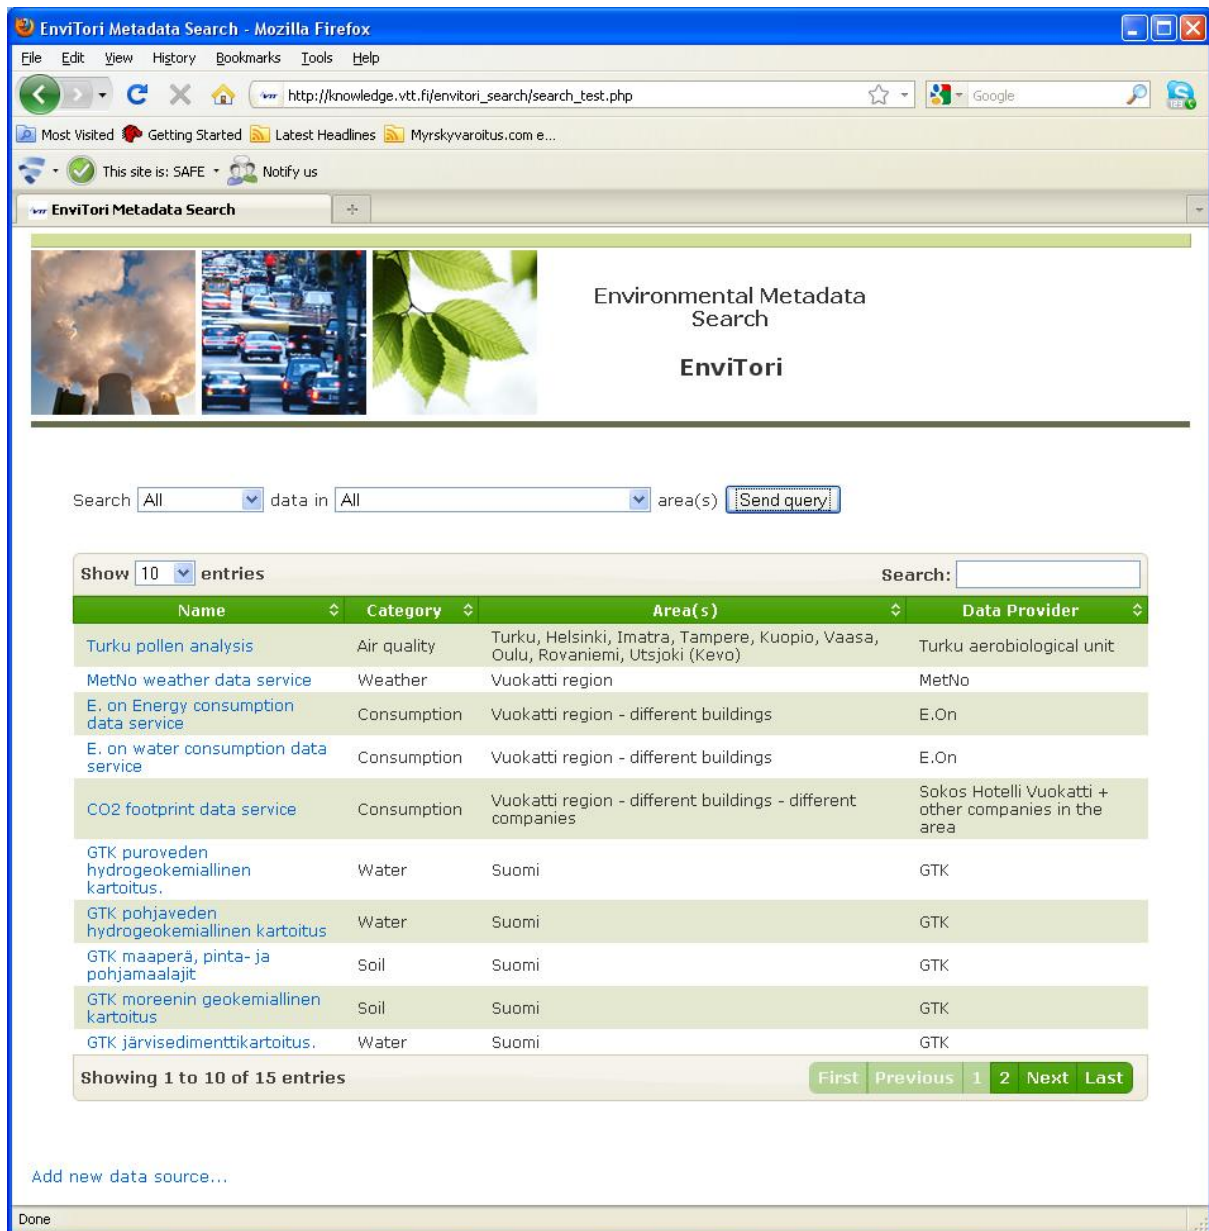 EnviTori Metadata Search - Mozilla Firefox
File Edit View History Bookmarks Tools Help
http://knowledge.vtt.fi/envitori_search/search_test.php Google
Most Visited Getting Started Latest Headlines Myrskyvaroitus.com e...
This site is: SAFE Notify us
EnviTori Metadata Search
Environmental Metadata
Search
EnviTori
Search All data in All area(s) Send query
Show 10 entries Search:
Name Category Area(s) Data Provider
Turku pollen analysis Air quality Turku, Helsinki, Imatra, Tampere, Kuopio, Vaasa, Oulu, Rovaniemi, Utsjoki (Kevo) Turku aerobiological unit
MetNo weather data service Weather Vuokatti region MetNo
E. on Energy consumption data service Consumption Vuokatti region - different buildings E.On
E. on water consumption data service Consumption Vuokatti region - different buildings E.On
CO2 footprint data service Consumption Vuokatti region - different buildings - different companies Sokos Hotelli Vuokatti + other companies in the area
GTK puroveden hydrogeokemiallinen kartoitus. Water Suomi GTK
GTK pohjaveden hydrogeokemiallinen kartoitus Water Suomi GTK
GTK maaperä, pinta- ja pohjamaalajit Soil Suomi GTK
GTK moreenin geokemiallinen kartoitus Soil Suomi GTK
GTK järvisedimenttikartoitus. Water Suomi GTK
Showing 1 to 10 of 15 entries First Previous 1 2 Next Last
Add new data source...
Done